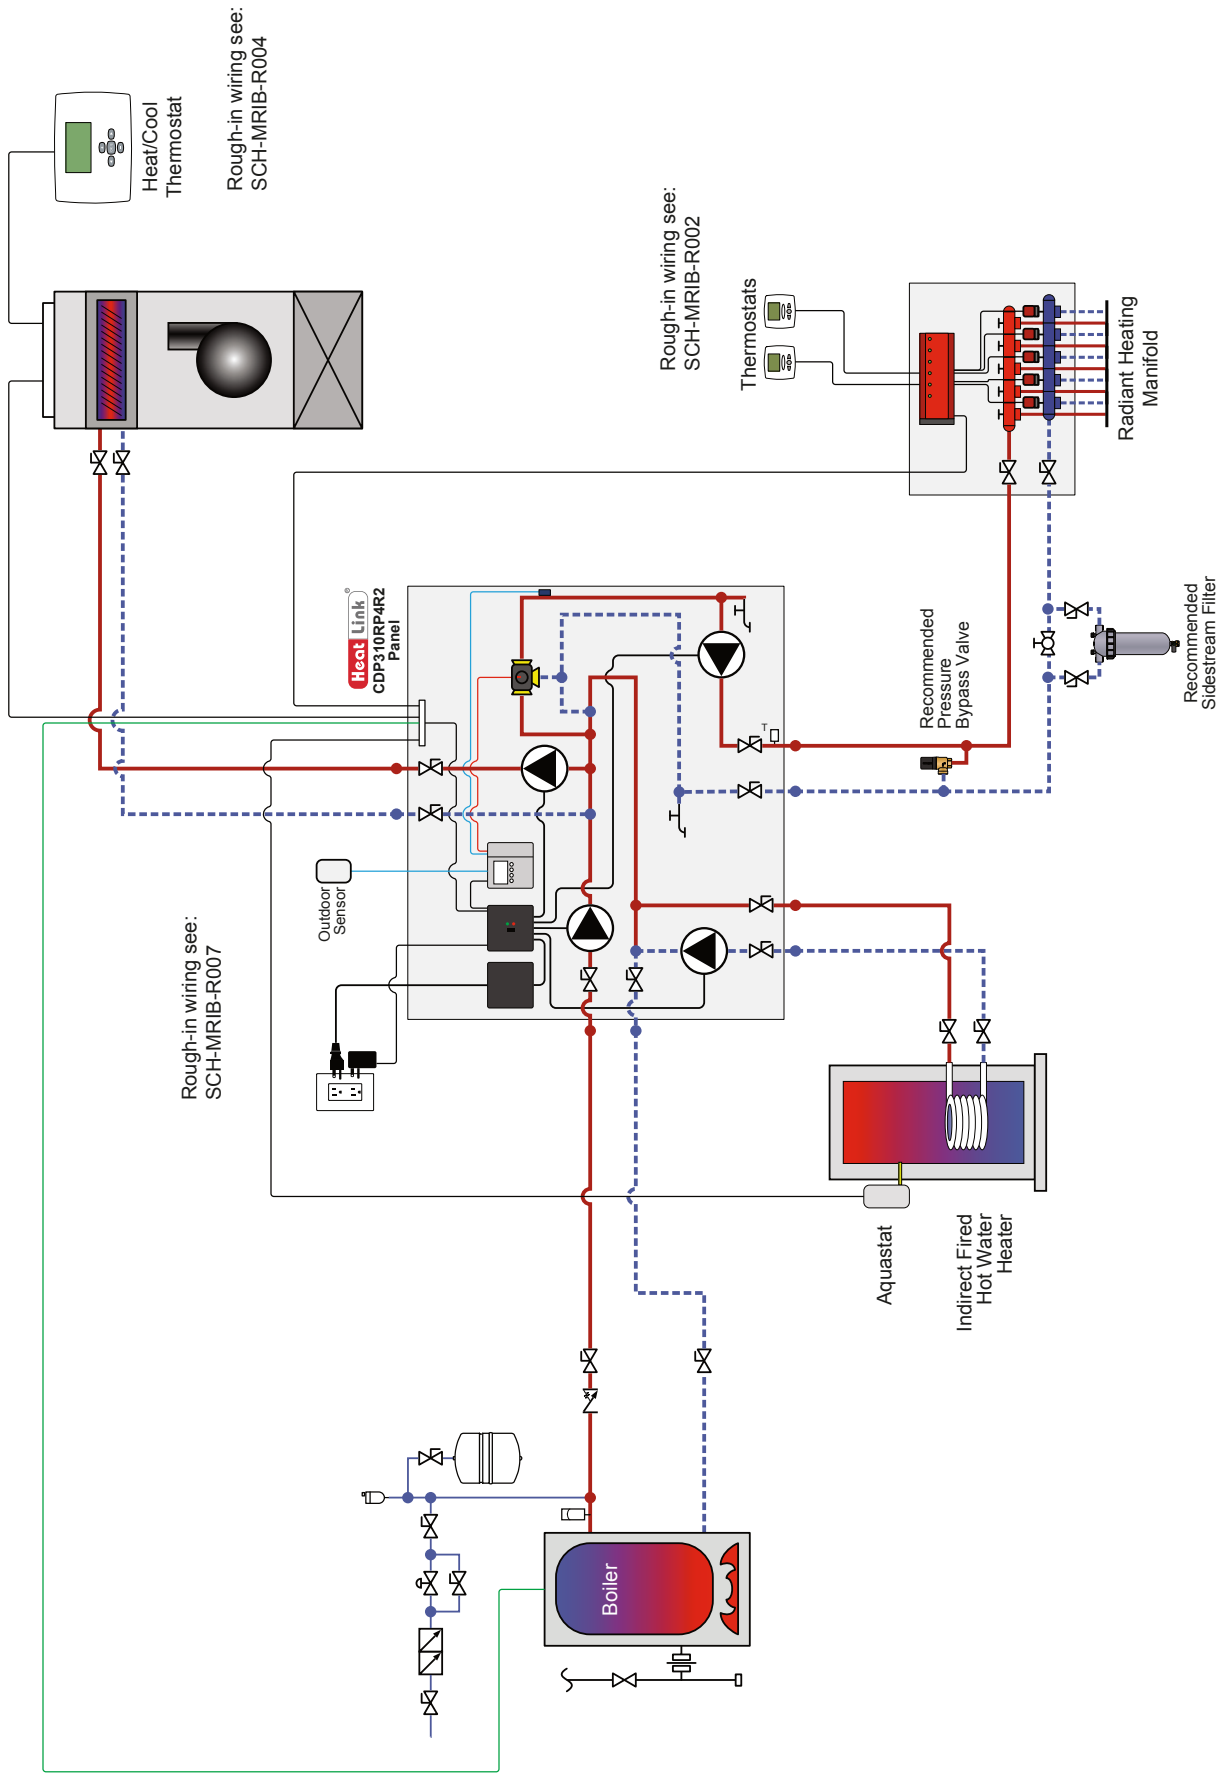 Heat/Cool
Thermostat
Rough-in wiring see:
SCH-MRIB-R004
Rough-in wiring see:
SCH-MRIB-R002
Thermostats
Radiant Heating
Manifold
Heat Link®
CDP310RP4R2
Panel
Recommended
Pressure
Bypass Valve
Recommended
Sidestream Filter
T
Outdoor
Sensor
Rough-in wiring see:
SCH-MRIB-R007
Aquastat
Indirect Fired
Hot Water
Heater
Boiler